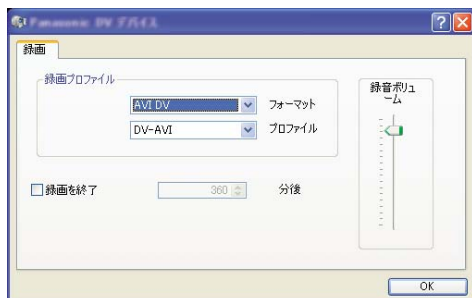 Panasonic DV デバイス
録画
録画プロファイル
AVI DV
フォーマット
DV-AVI
プロファイル
録画を終了
360
分後
録音ボリュ
ーム
OK